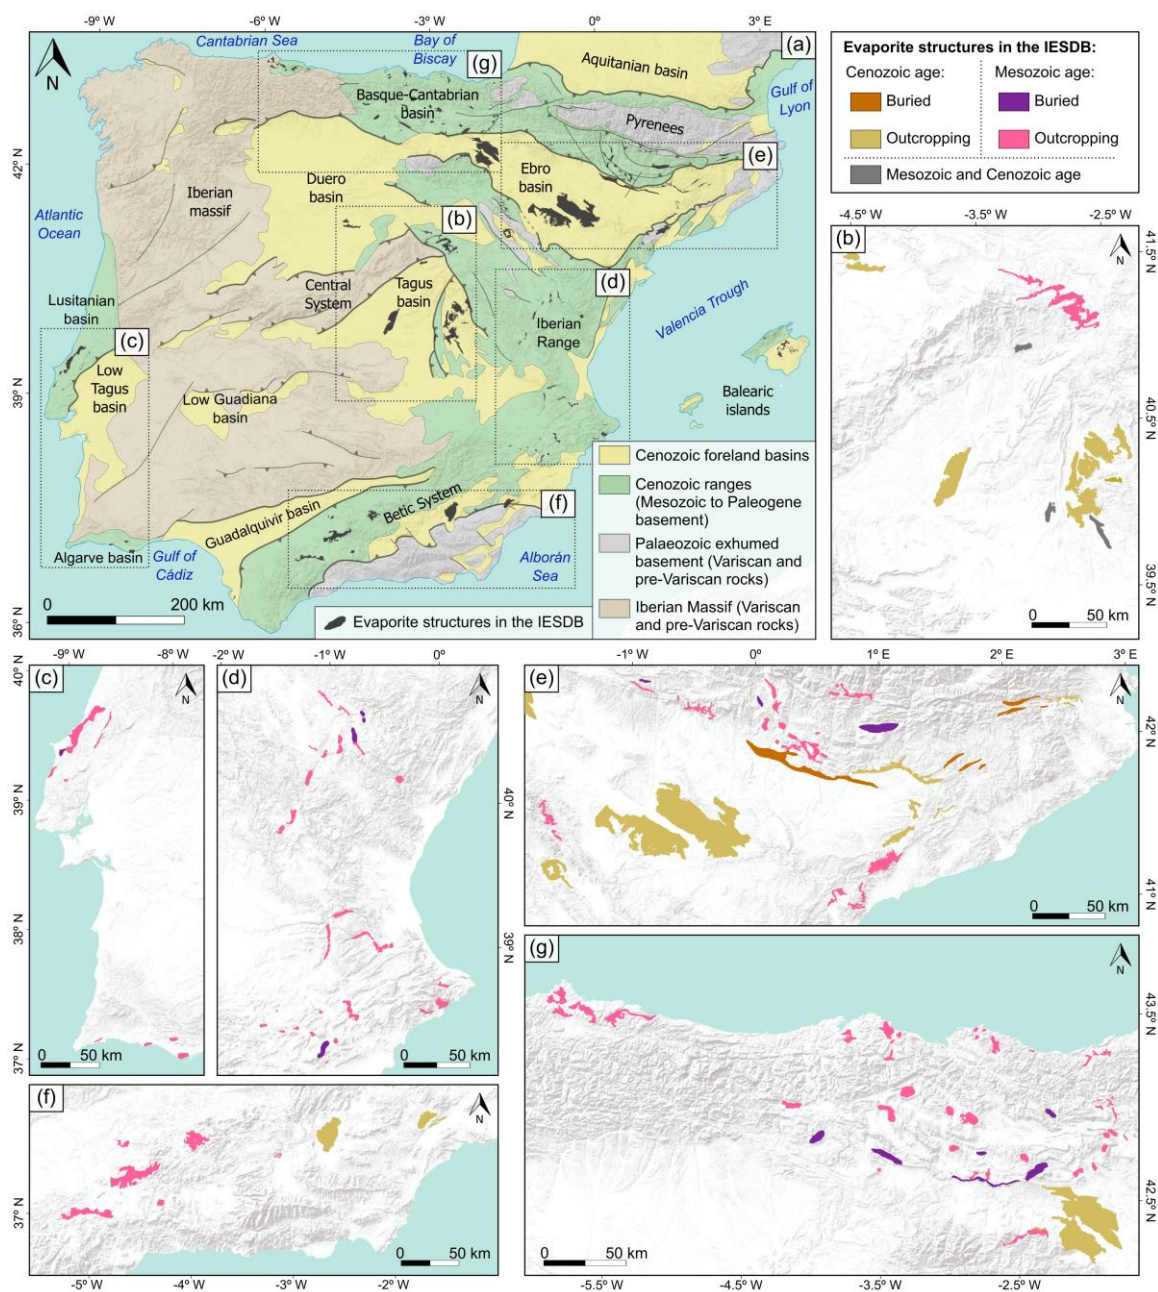 -9° W
-6° W
-3° W
0°
3° E
Cantabrian Sea
Bay of
Biscay
(a)
(g)
Aquitanian basin
Gulf of
Lyon
N
Basque-Cantabrian
basin
Pyrenees
(e)
42° N
Iberian
massif
Duero
basin
Ebro
basin
Atlantic
Ocean
(b)
(d)
Central
System
Tagus
basin
Valencia Trough
Lusitanian
basin
Iberian
Range
(c)
Low
Tagus
basin
39° N
Low Guadiana
basin
Balearic
islands
Guadalquivir basin
Betic System
(f)
Algarve basin
Gulf of
Cádiz
Alborán
Sea
0
200 km
36° N
Evaporite structures in the IESDB
Cenozoic foreland basins
Cenozoic ranges
(Mesozoic to Paleogene
basement)
Palaeozoic exhumed
basement (Variscan and
pre-Variscan rocks)
Iberian Massif (Variscan
and pre-Variscan rocks)
Evaporite structures in the IESDB:
Cenozoic age:
Mesozoic age:
Buried
Buried
Outcropping
Outcropping
Mesozoic and Cenozoic age
-4.5° W
-3.5° W
-2.5° W
(b)
N
41.5° N
40.5° N
39.5° N
0
50 km
-9° W
-8° W
40° N
(c)
N
39° N
38° N
37° N
0
50 km
-2° W
-1° W
0°
(d)
N
40° N
39° N
0
50 km
-1° W
0°
1° E
2° E
3° E
(e)
N
42° N
41° N
0
50 km
(f)
N
37° N
0
50 km
-5° W
-4° W
-3° W
-2° W
(g)
N
43.5° N
42.5° N
0
50 km
-5.5° W
-4.5° W
-3.5° W
-2.5° W